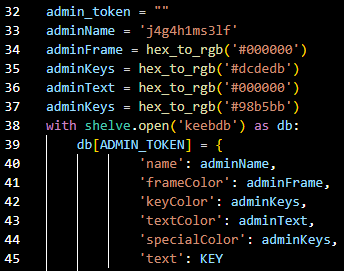 32 admin_token = ""
33 adminName = 'j4g4h1ms3lf'
34 adminFrame = hex_to_rgb('#000000')
35 adminKeys = hex_to_rgb('#dcdedb')
36 adminText = hex_to_rgb('#000000')
37 adminKeys = hex_to_rgb('#98b5bb')
38 with shelve.open('keebdb') as db:
39     db[ADMIN_TOKEN] = {
40             'name': adminName,
41             'frameColor': adminFrame,
42             'keyColor': adminKeys,
43             'textColor': adminText,
44             'specialColor': adminKeys,
45             'text': KEY